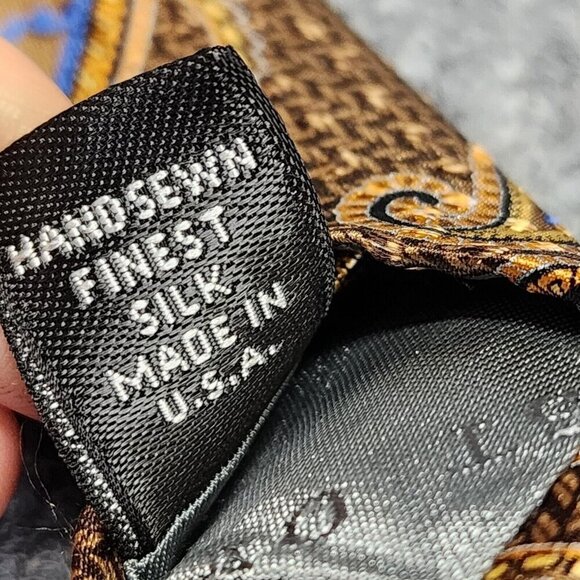 HANDSEWN
FINEST
SILK
MADE IN
U.S.A.